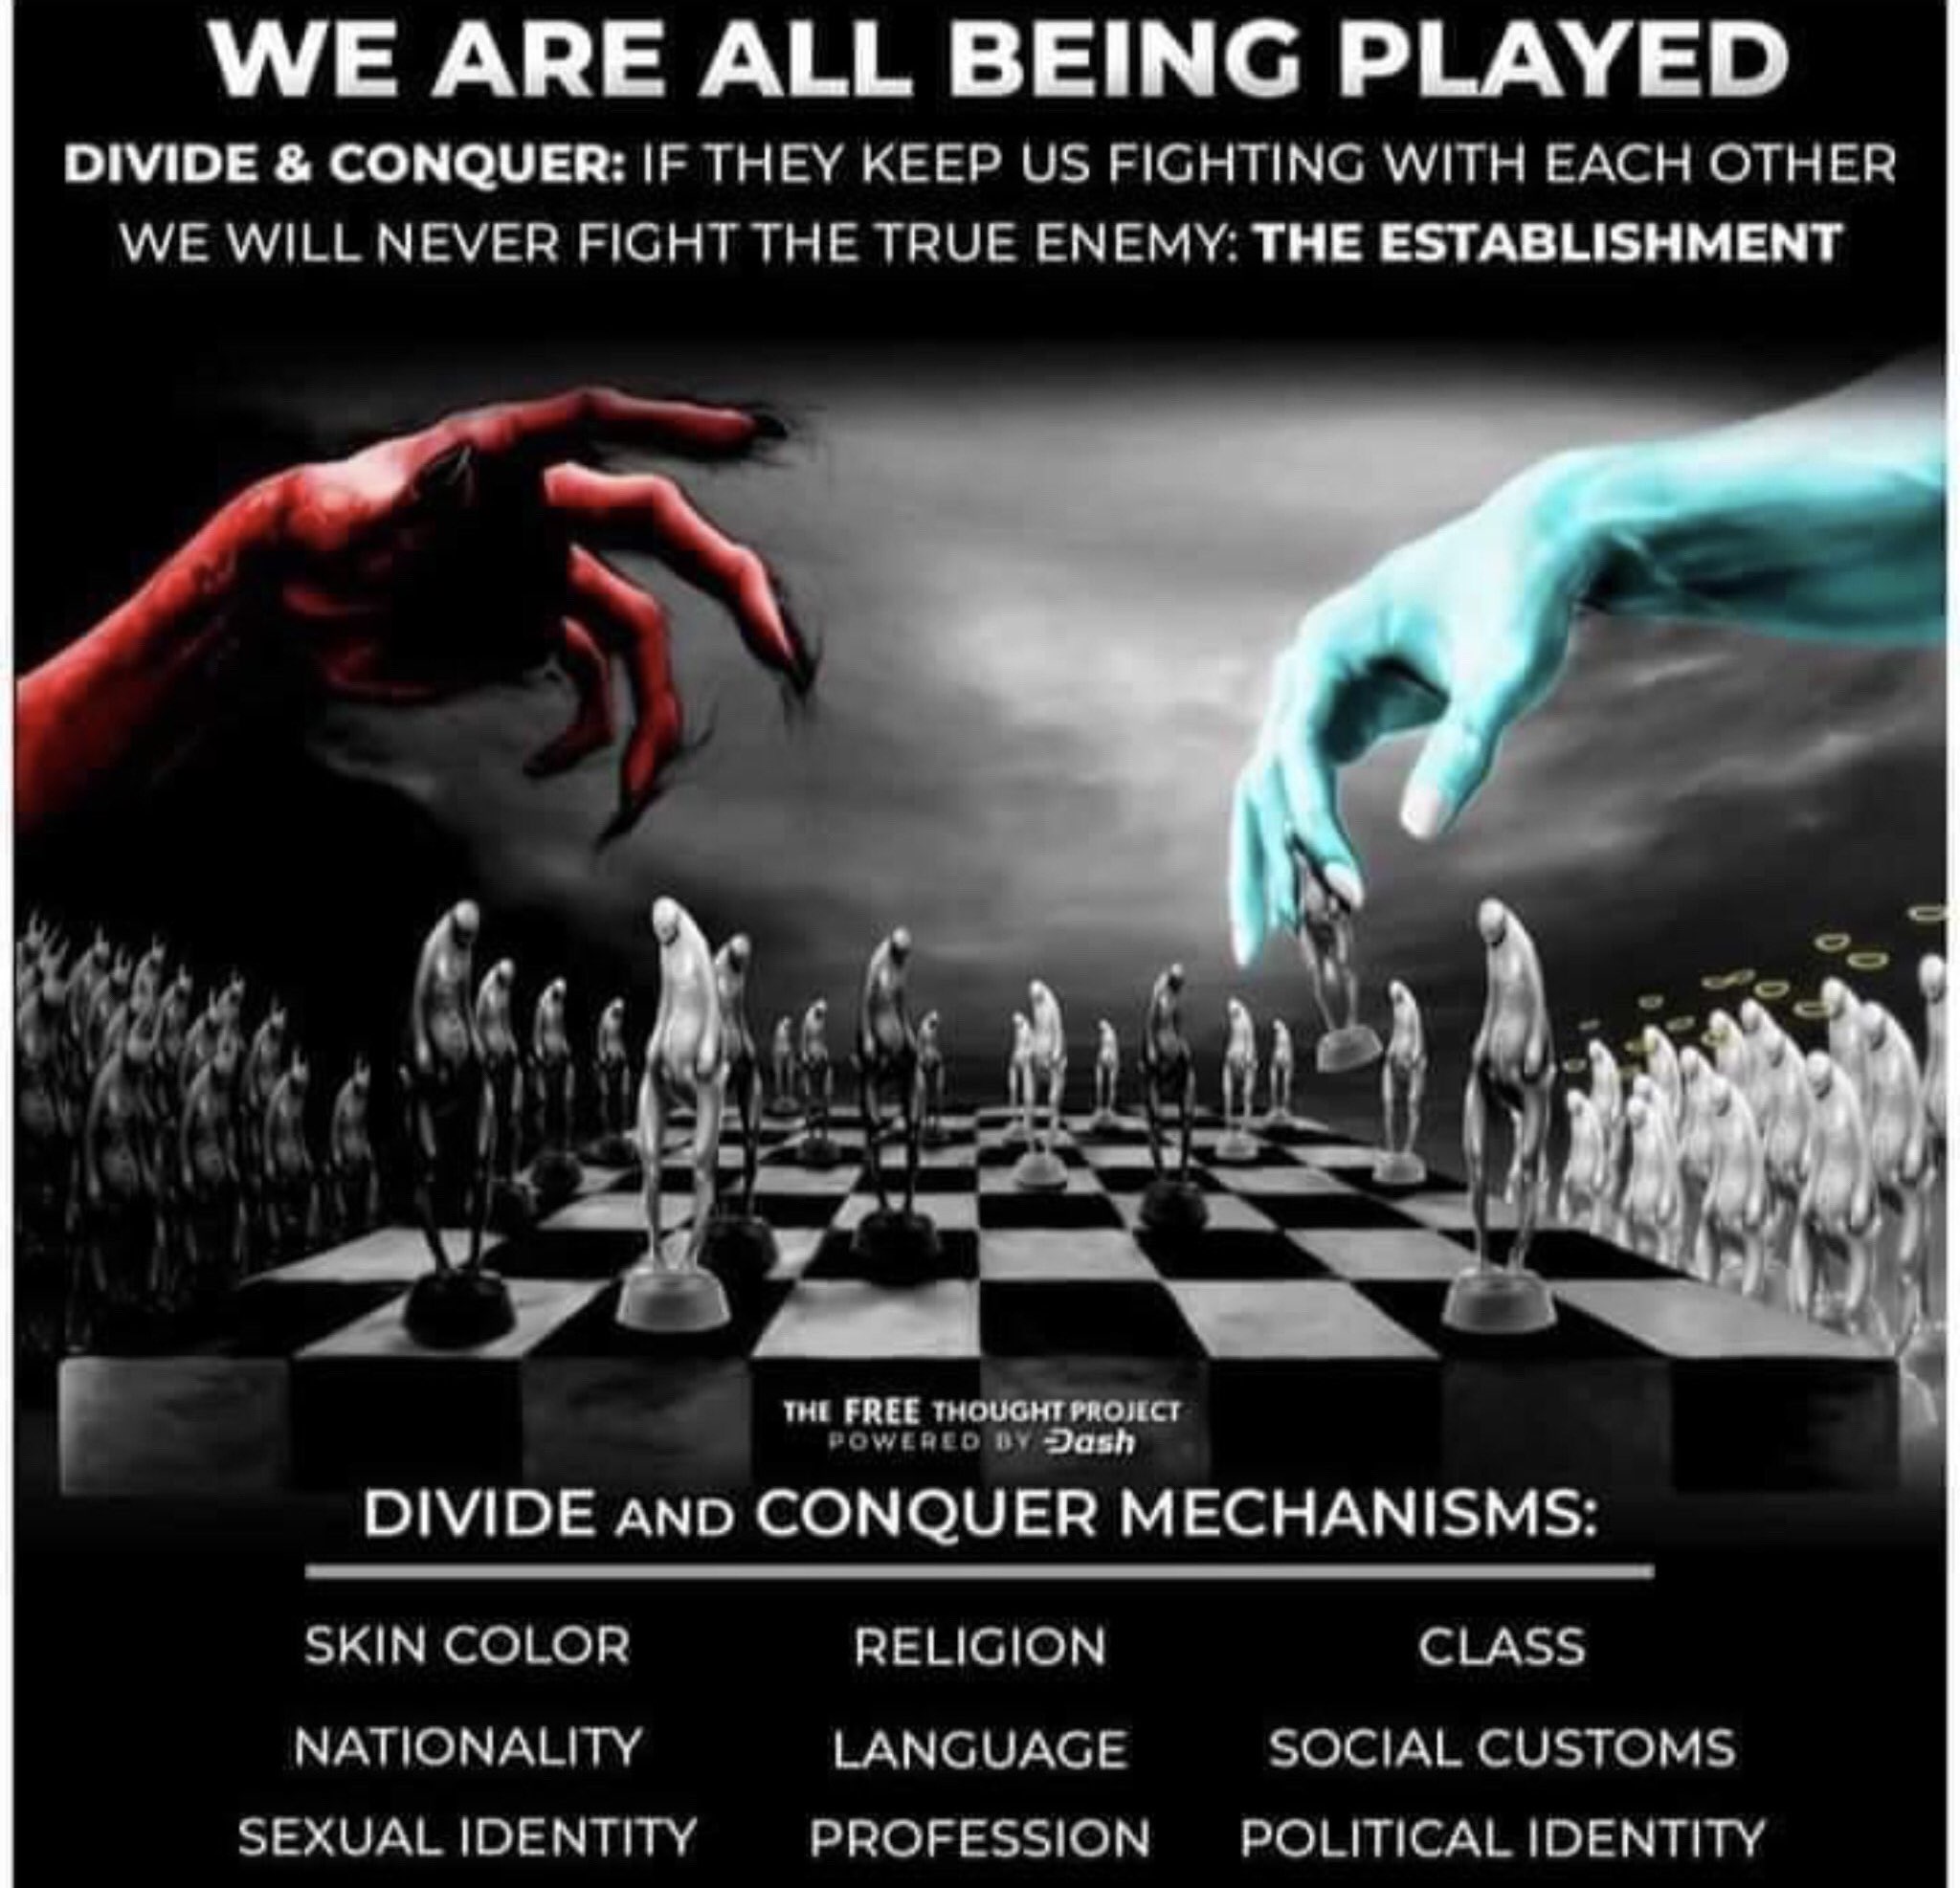 WE ARE ALL BEING PLAYED
DIVIDE & CONQUER: IF THEY KEEP US FIGHTING WITH EACH OTHER
WE WILL NEVER FIGHT THE TRUE ENEMY: THE ESTABLISHMENT
THE FREE THOUGHT PROJECT
POWERED BY Dash
DIVIDE AND CONQUER MECHANISMS:
SKIN COLOR RELIGION CLASS
NATIONALITY LANGUAGE SOCIAL CUSTOMS
SEXUAL IDENTITY PROFESSION POLITICAL IDENTITY